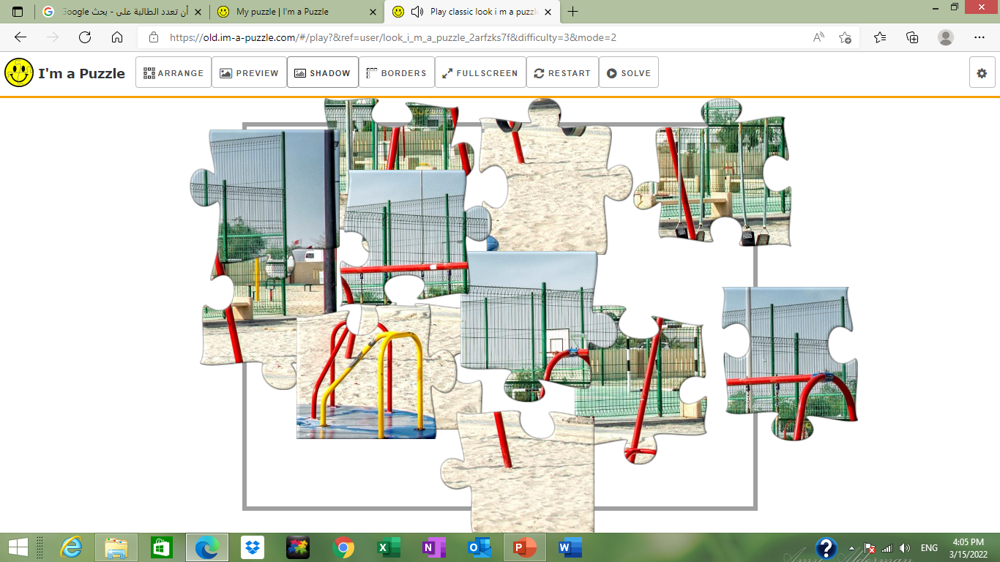 أن تعدد الطالبة على - بحث Google
My puzzle | I'm a Puzzle
Play classic look i m a puzzle
https://old.im-a-puzzle.com/#/play?&ref=user/look_i_m_a_puzzle_2arfzks7f&difficulty=3&mode=2
I'm a Puzzle
ARRANGE
PREVIEW
SHADOW
BORDERS
FULLSCREEN
RESTART
SOLVE
ENG
4:05 PM
3/15/2022